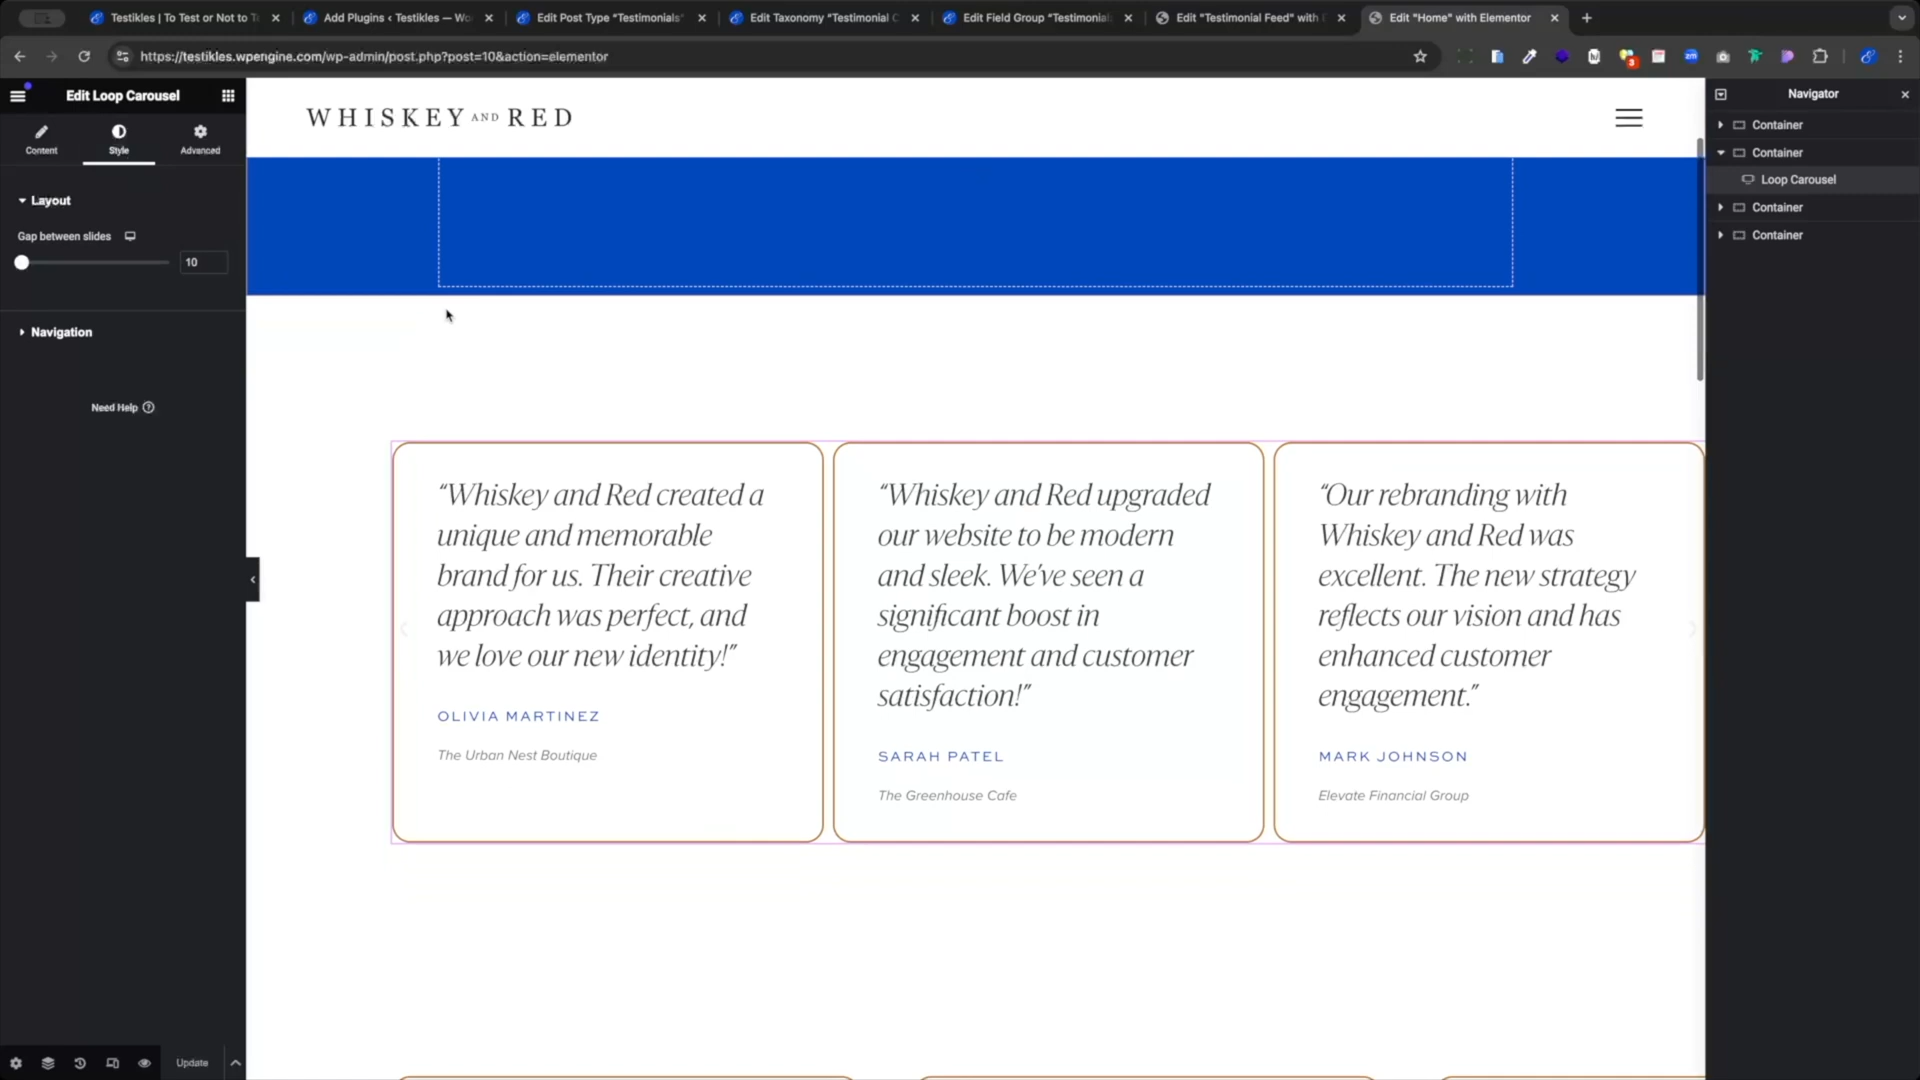 Testikles | To Test or Not to T
Add Plugins ‹ Testikles — Wo
Edit Post Type "Testimonials"
Edit Taxonomy "Testimonial C
Edit Field Group "Testimonial
Edit "Testimonial Feed" with E
Edit "Home" with Elementor
https://testikles.wpengine.com/wp-admin/post.php?post=10&action=elementor
3
Edit Loop Carousel
Content
Style
Advanced
Layout
Gap between slides
10
Navigation
Need Help
Update
WHISKEY AND RED
“Whiskey and Red created a
unique and memorable
brand for us. Their creative
approach was perfect, and
we love our new identity!”
OLIVIA MARTINEZ
The Urban Nest Boutique
“Whiskey and Red upgraded
our website to be modern
and sleek. We’ve seen a
significant boost in
engagement and customer
satisfaction!”
SARAH PATEL
The Greenhouse Cafe
“Our rebranding with
Whiskey and Red was
excellent. The new strategy
reflects our vision and has
enhanced customer
engagement.”
MARK JOHNSON
Elevate Financial Group
Navigator
Container
Container
Loop Carousel
Container
Container